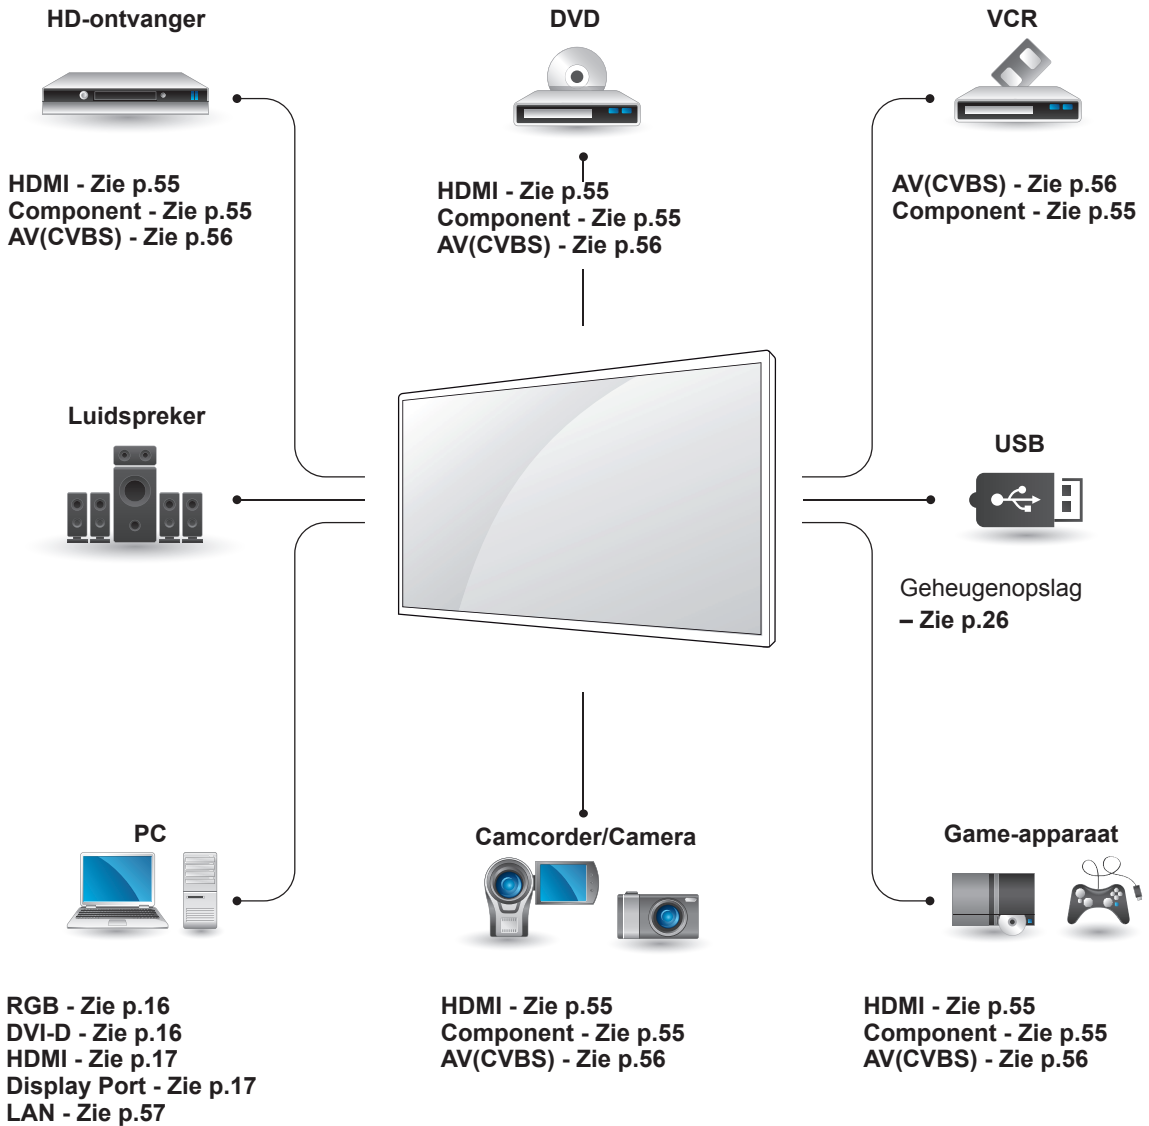 HD-ontvanger
HDMI - Zie p.55
Component - Zie p.55
AV(CVBS) - Zie p.56
DVD
HDMI - Zie p.55
Component - Zie p.55
AV(CVBS) - Zie p.56
VCR
AV(CVBS) - Zie p.56
Component - Zie p.55
Luidspreker
USB
Geheugenopslag
– Zie p.26
PC
RGB - Zie p.16
DVI-D - Zie p.16
HDMI - Zie p.17
Display Port - Zie p.17
LAN - Zie p.57
Camcorder/Camera
HDMI - Zie p.55
Component - Zie p.55
AV(CVBS) - Zie p.56
Game-apparaat
HDMI - Zie p.55
Component - Zie p.55
AV(CVBS) - Zie p.56